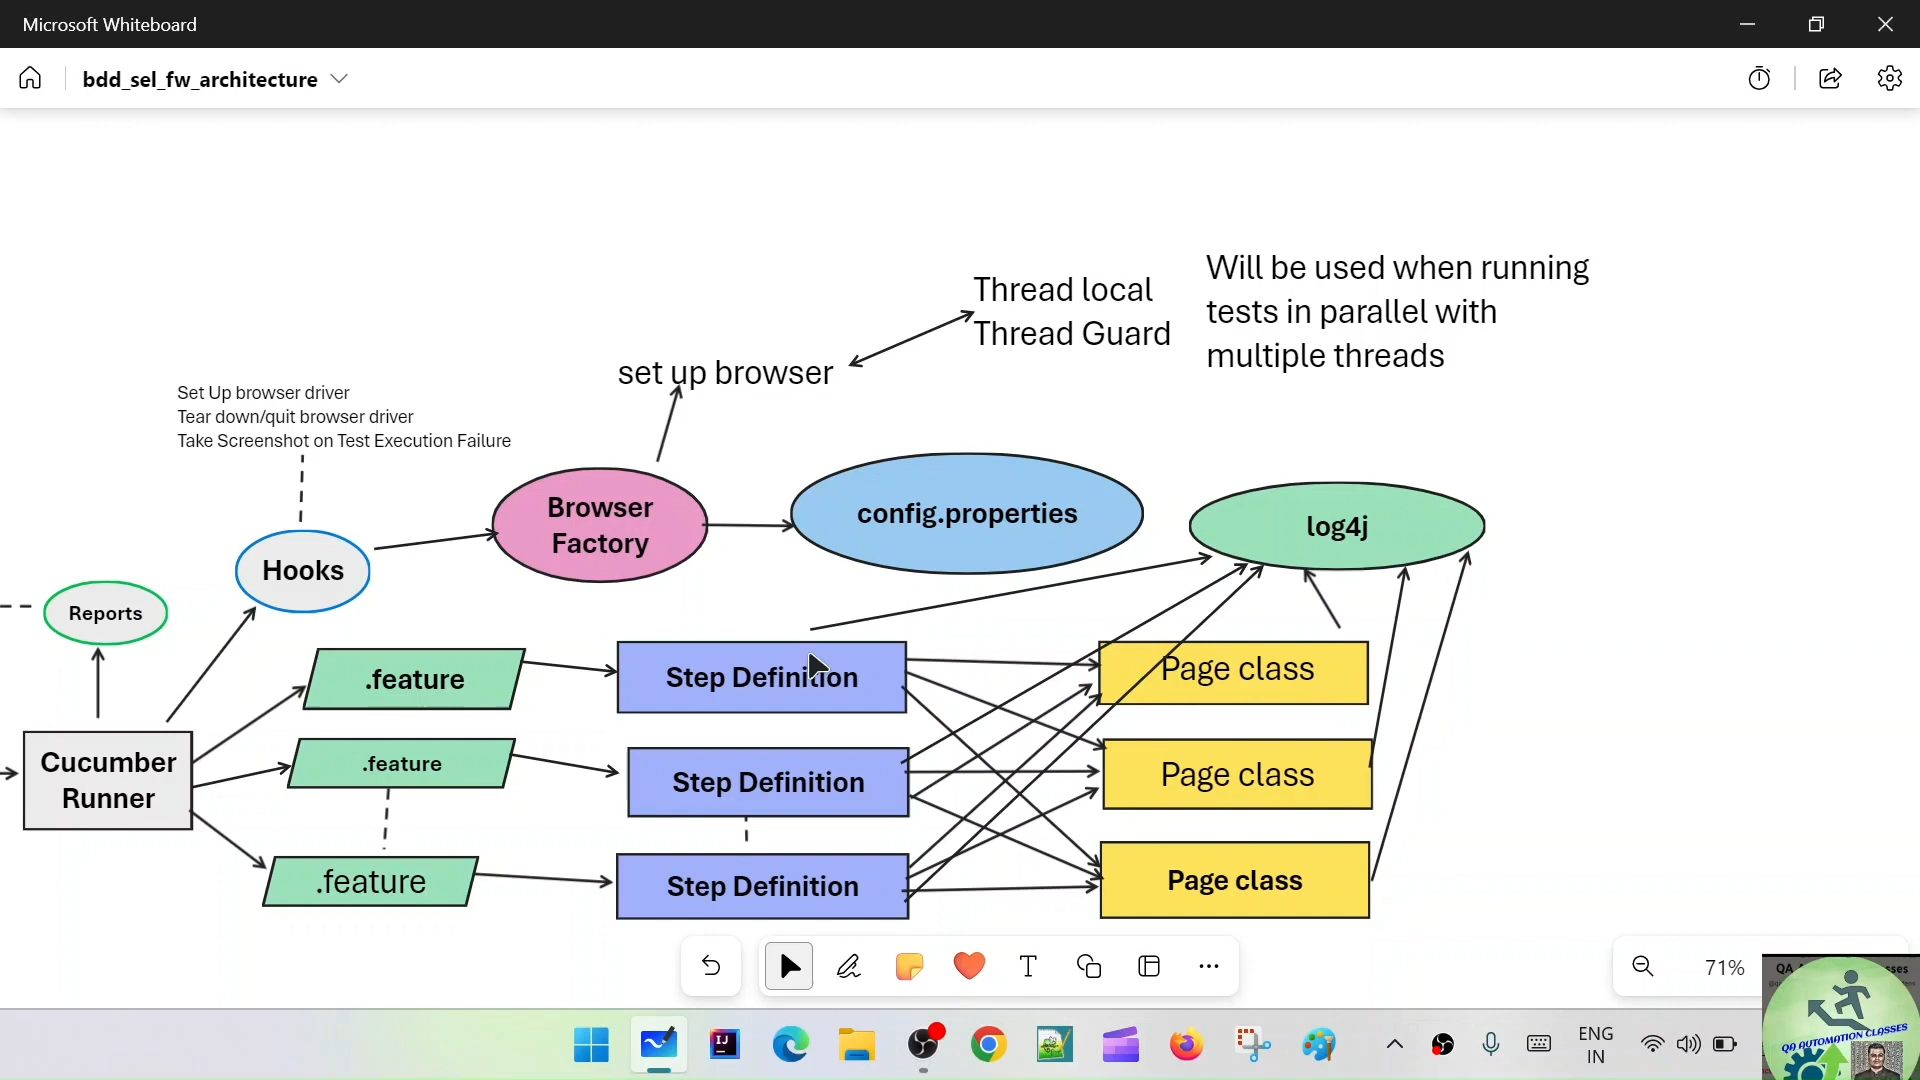 Microsoft Whiteboard
bdd_sel_fw_architecture
Will be used when running
tests in parallel with
multiple threads
Thread local
Thread Guard
set up browser
Set Up browser driver
Tear down/quit browser driver
Take Screenshot on Test Execution Failure
Browser
Factory
config.properties
log4j
Hooks
Reports
.feature
Step Definition
Page class
Cucumber
Runner
.feature
Step Definition
Page class
.feature
Step Definition
Page class
71%
ENG
IN
QA AUTOMATION CLASSES